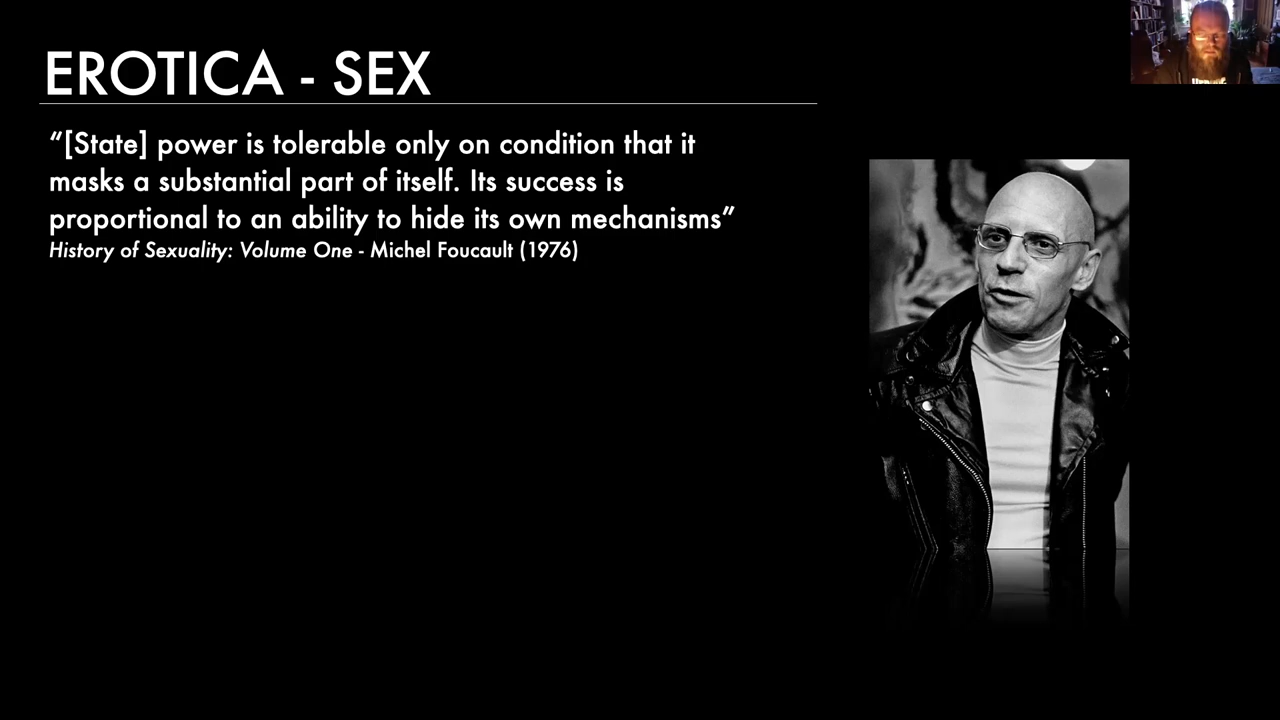 EROTICA - SEX
“[State] power is tolerable only on condition that it
masks a substantial part of itself. Its success is
proportional to an ability to hide its own mechanisms”
History of Sexuality: Volume One - Michel Foucault (1976)